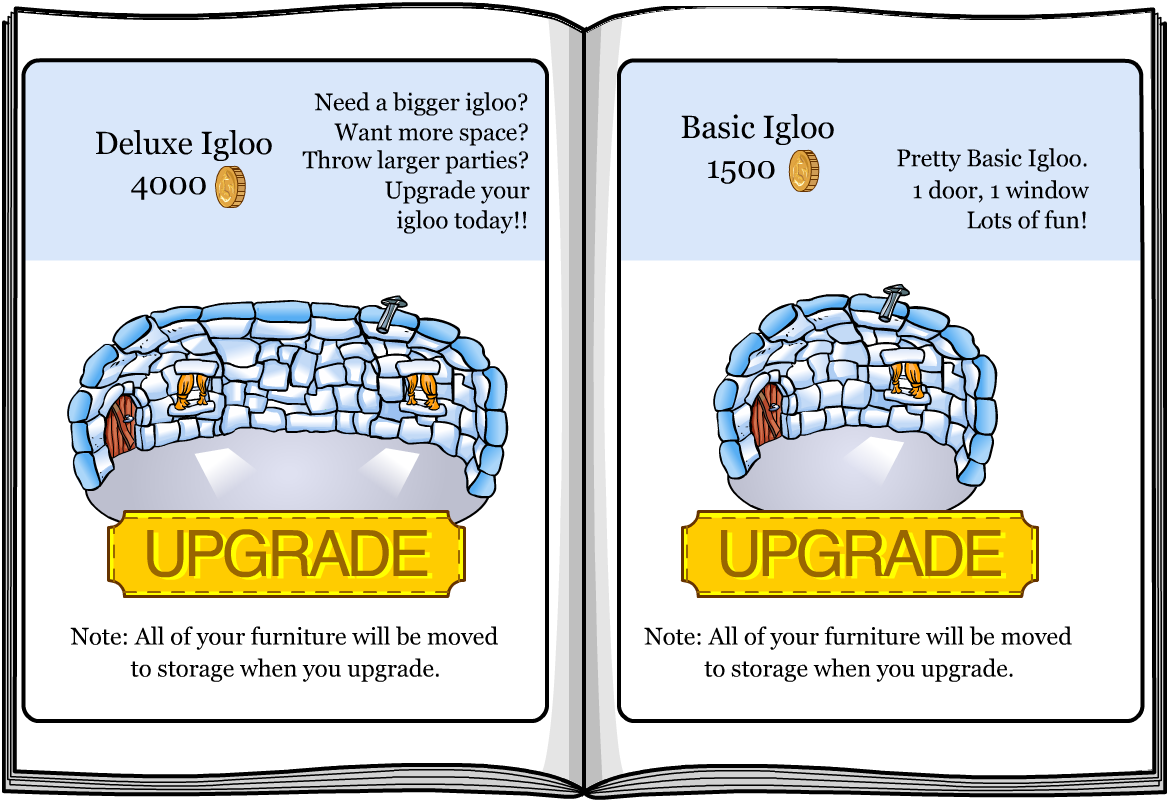 Deluxe Igloo
4000
Need a bigger igloo?
Want more space?
Throw larger parties?
Upgrade your
igloo today!!
UPGRADE
Note: All of your furniture will be moved
to storage when you upgrade.
Basic Igloo
1500
Pretty Basic Igloo.
1 door, 1 window
Lots of fun!
UPGRADE
Note: All of your furniture will be moved
to storage when you upgrade.